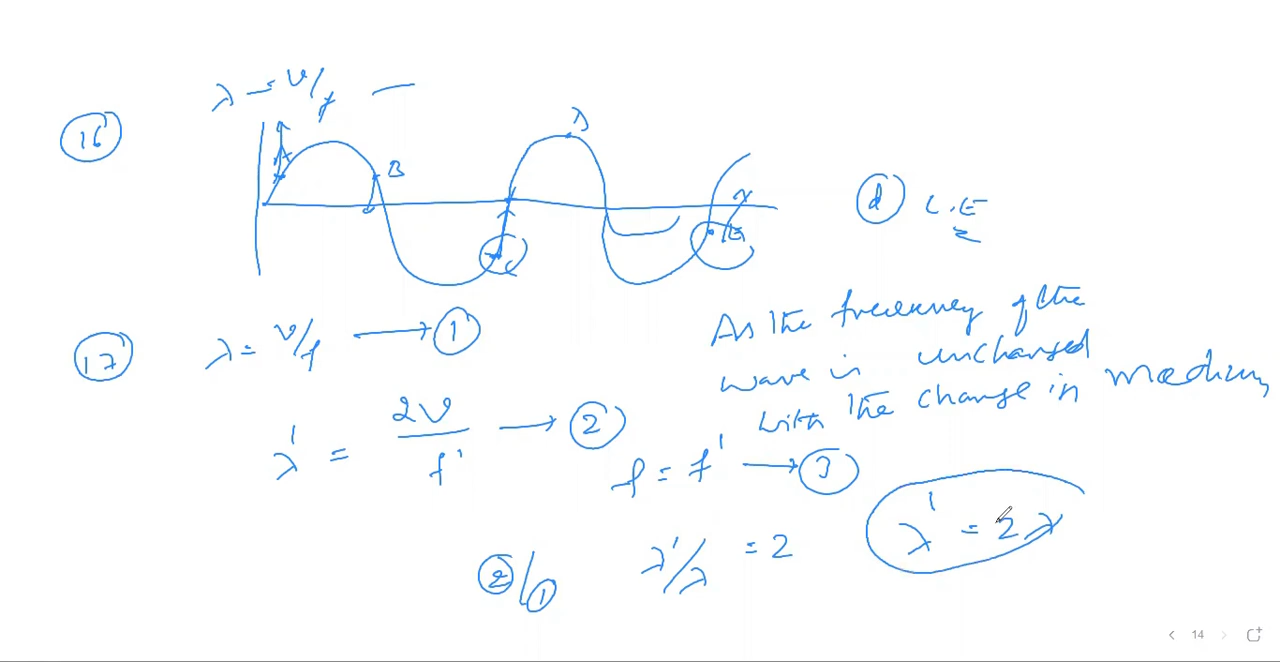 λ = v/f —
16
A
B
C
D
E
x
(d) C.E
17
λ = v/f → 1
As the frequency of the
wave is unchanged
with the change in medium,
λ' = 2v/f' → 2
f = f' → 3
2/1 λ'/λ = 2
λ' = 2λ
14